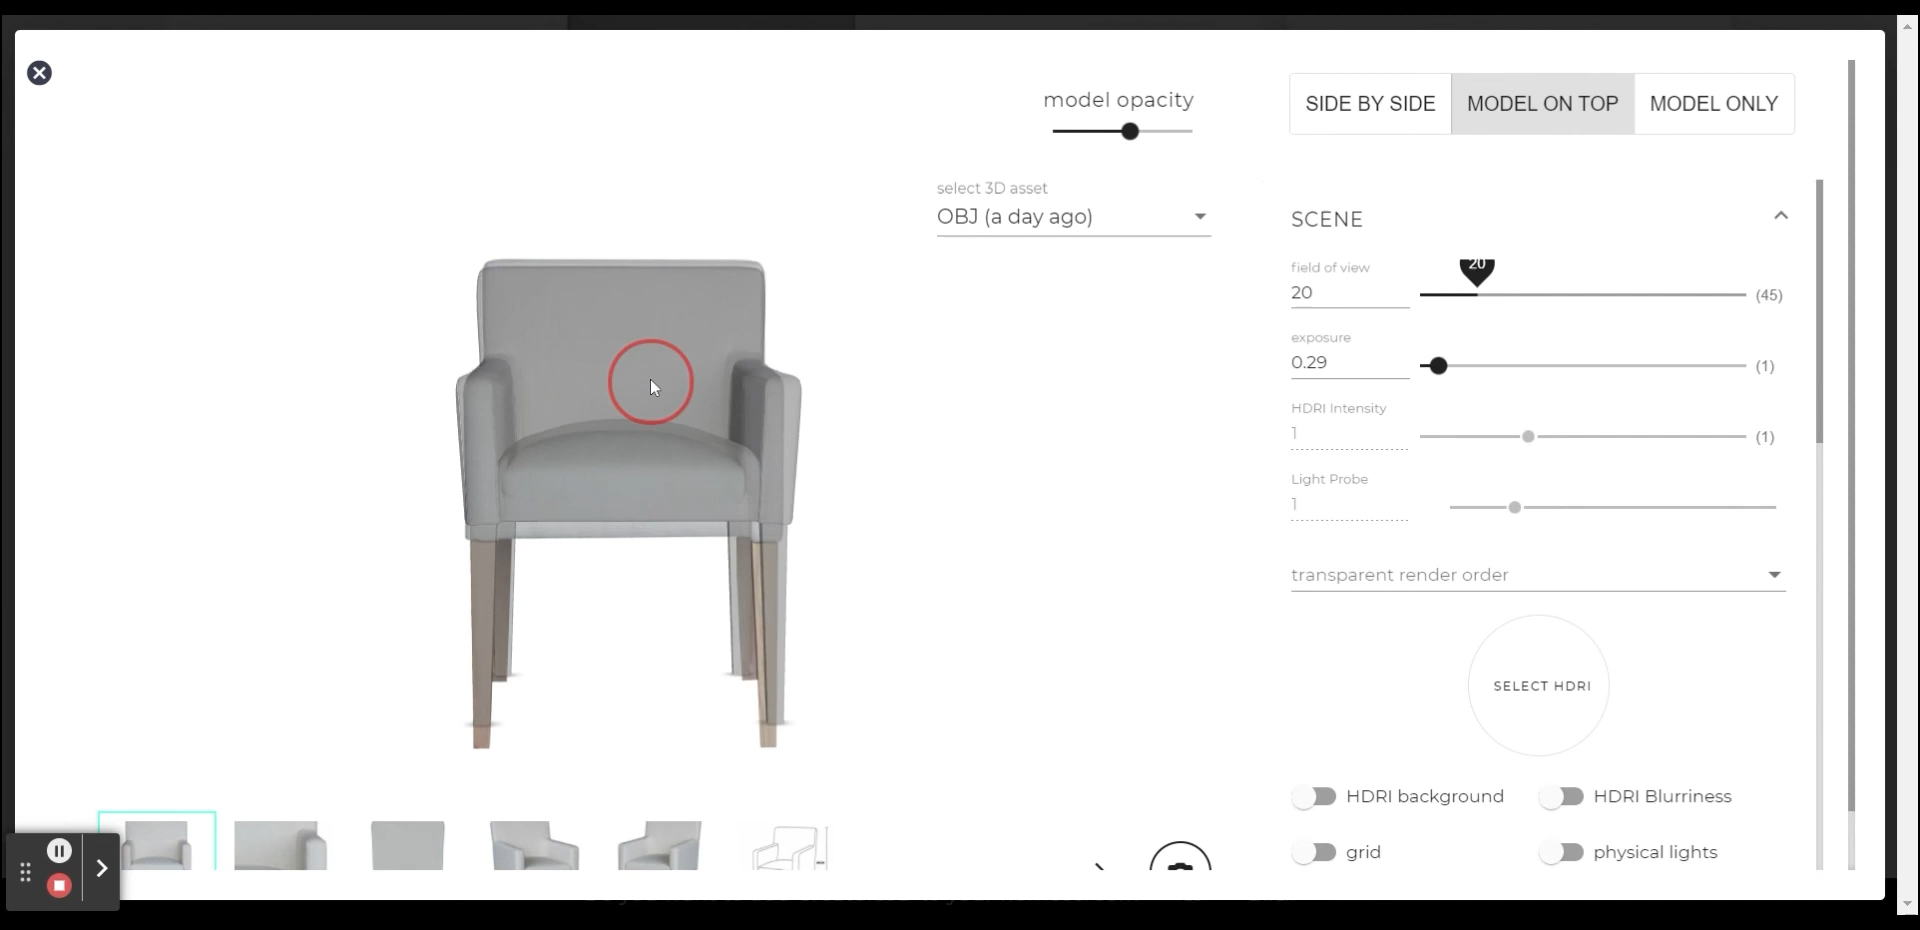 model opacity
SIDE BY SIDE
MODEL ON TOP
MODEL ONLY
select 3D asset
OBJ (a day ago)
SCENE
field of view
20
20
(45)
exposure
0.29
(1)
HDRI Intensity
1
(1)
Light Probe
1
transparent render order
SELECT HDRI
HDRI background
HDRI Blurriness
grid
physical lights